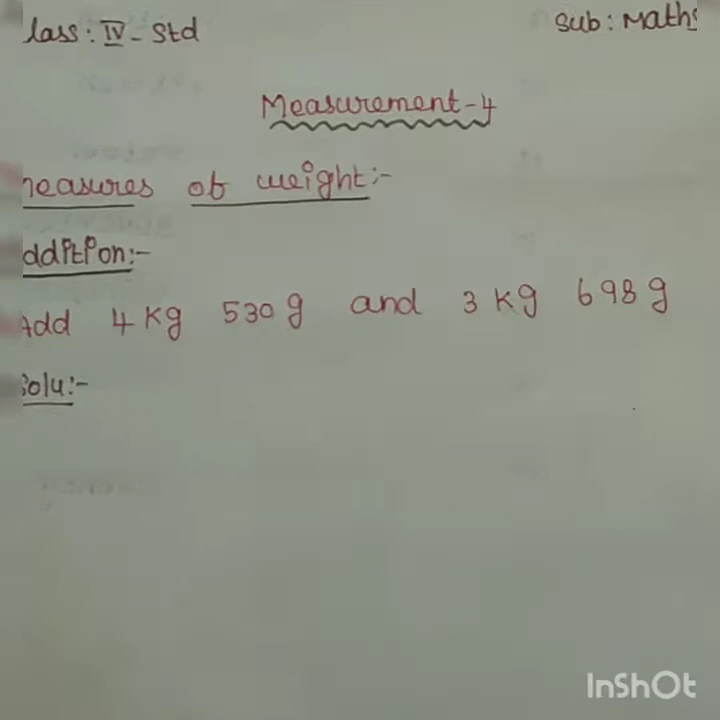 lass: IV - Std
Sub: Maths
Measurement-4
measures of weight:-
ddition:-
Add 4 Kg 530 g and 3 Kg 698 g
Solu:-
InShOt